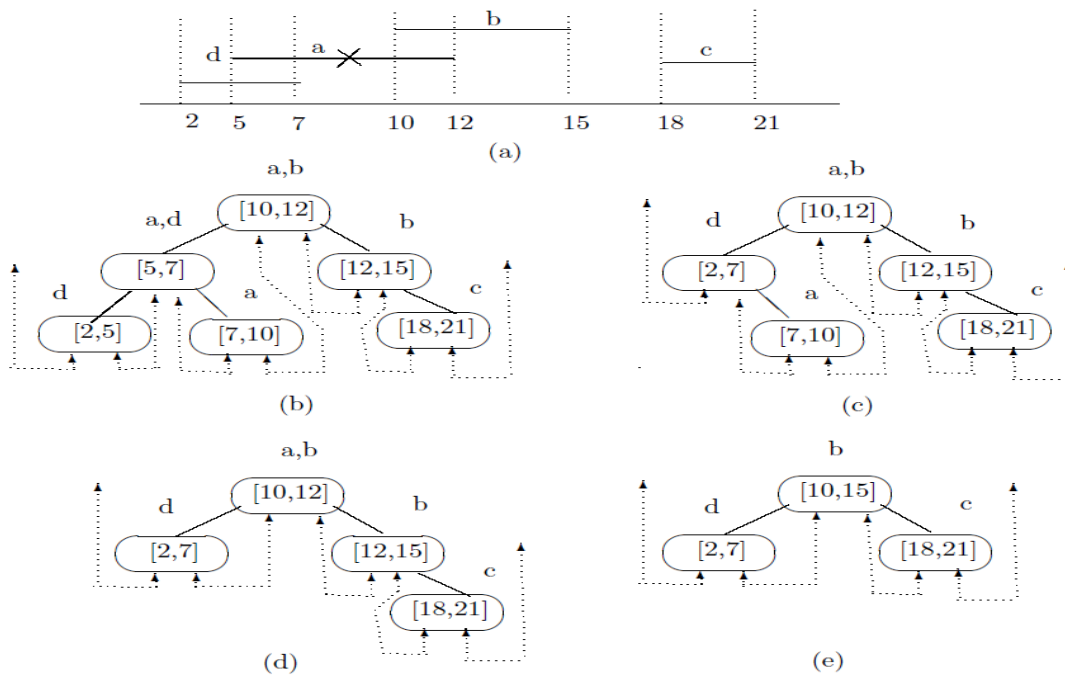 b
d a c
2 5 7 10 12 15 18 21
(a)
a,b
[10,12]
a,d b
[5,7] [12,15]
d a c
[2,5] [7,10] [18,21]
(b)
a,b
[10,12]
d b
[2,7] [12,15]
a c
[7,10] [18,21]
(c)
a,b
[10,12]
d b
[2,7] [12,15]
c
[18,21]
(d)
b
[10,15]
d c
[2,7] [18,21]
(e)